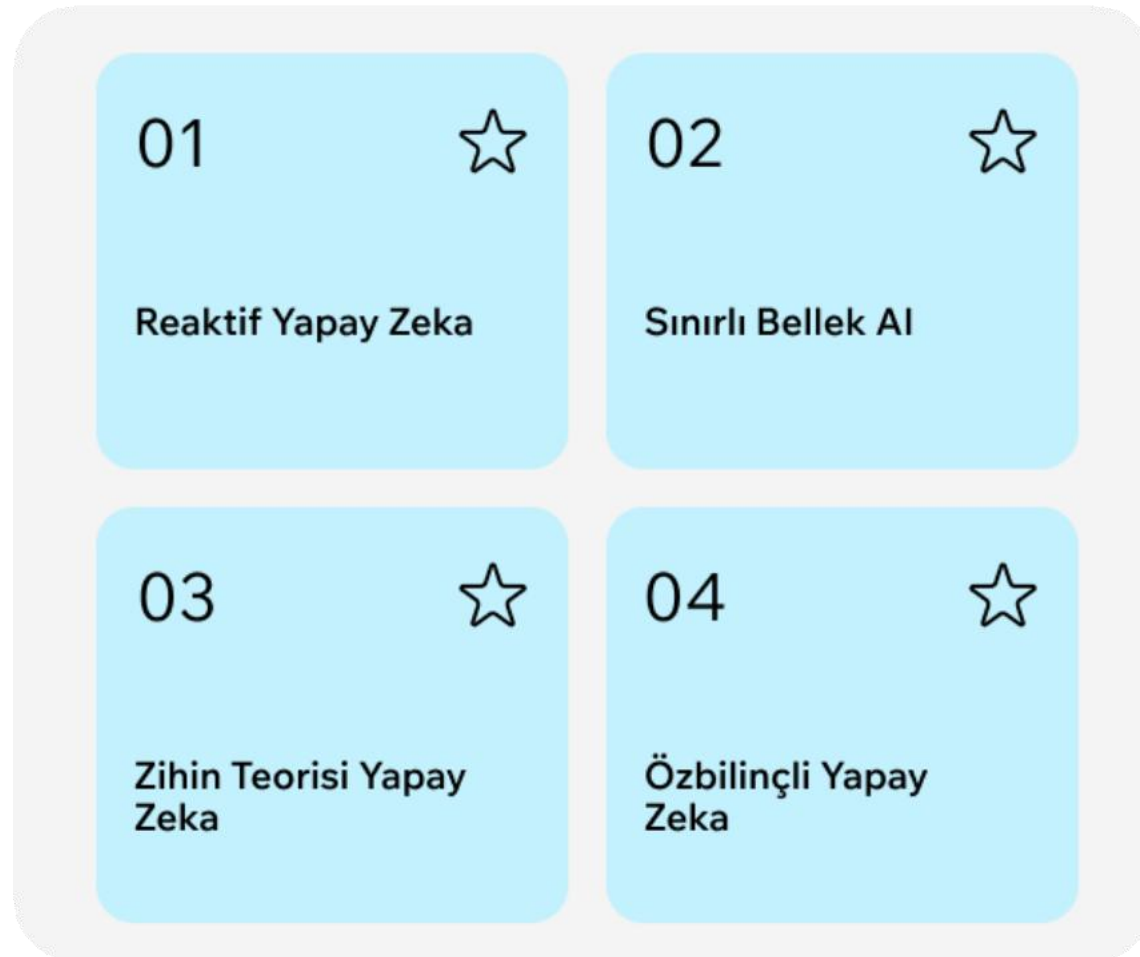 01
Reaktif Yapay Zeka
02
Sınırlı Bellek AI
03
Zihin Teorisi Yapay
Zeka
04
Özbilinçli Yapay
Zeka